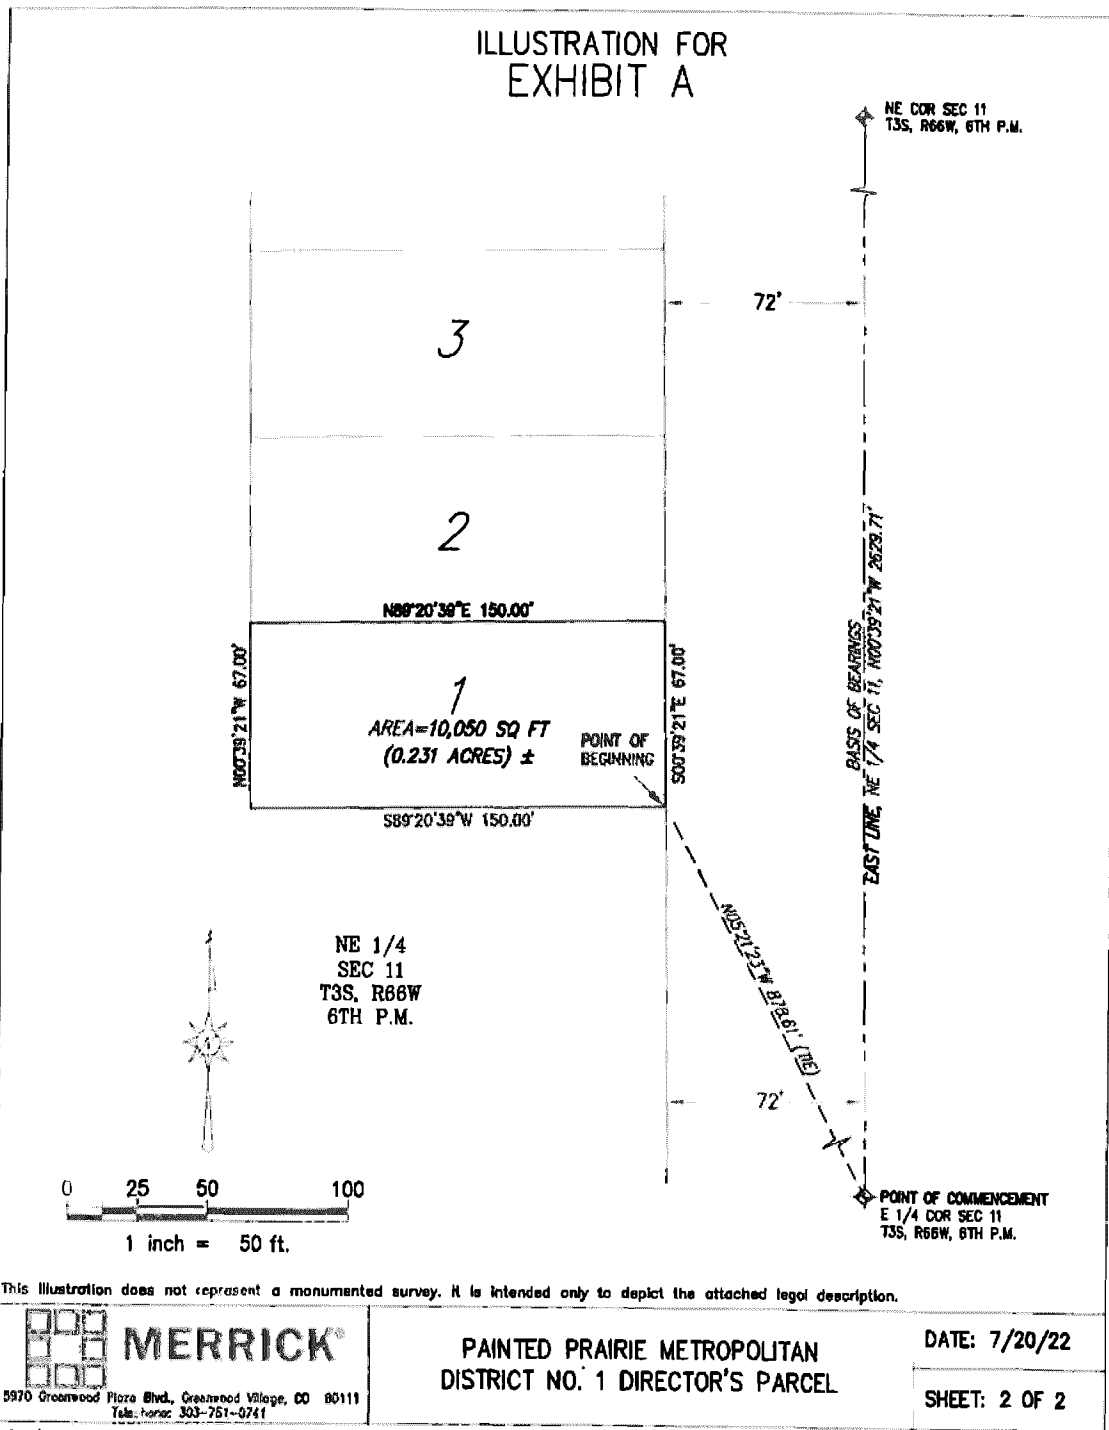 ILLUSTRATION FOR
EXHIBIT A
NE COR SEC 11
T3S, R66W, 6TH P.M.
72'
3
2
N89°20'39"E 150.00'
N00°39'21"W 67.00'
1
AREA=10,050 SQ FT
(0.231 ACRES) ±
POINT OF
BEGINNING
S00°39'21"E 67.00'
S89°20'39"W 150.00'
BASIS OF BEARINGS
EAST LINE, NE 1/4 SEC 11, N00°39'21"W 2629.71'
N05°21'23"W 878.61' (TIE)
NE 1/4
SEC 11
T3S, R66W
6TH P.M.
72'
0 25 50 100
1 inch = 50 ft.
POINT OF COMMENCEMENT
E 1/4 COR SEC 11
T3S, R66W, 6TH P.M.
This illustration does not represent a monumented survey. It is intended only to depict the attached legal description.
MERRICK®
5970 Greenwood Plaza Blvd., Greenwood Village, CO 80111
Telephone: 303-751-0741
PAINTED PRAIRIE METROPOLITAN
DISTRICT NO. 1 DIRECTOR'S PARCEL
DATE: 7/20/22
SHEET: 2 OF 2